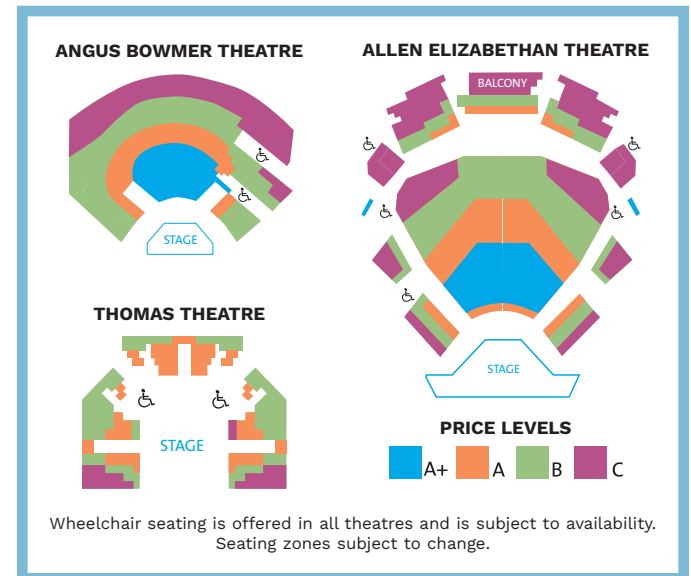 ANGUS BOWMER THEATRE
STAGE
ALLEN ELIZABETHAN THEATRE
BALCONY
STAGE
THOMAS THEATRE
STAGE
PRICE LEVELS
A+ A B C
Wheelchair seating is offered in all theatres and is subject to availability.
Seating zones subject to change.